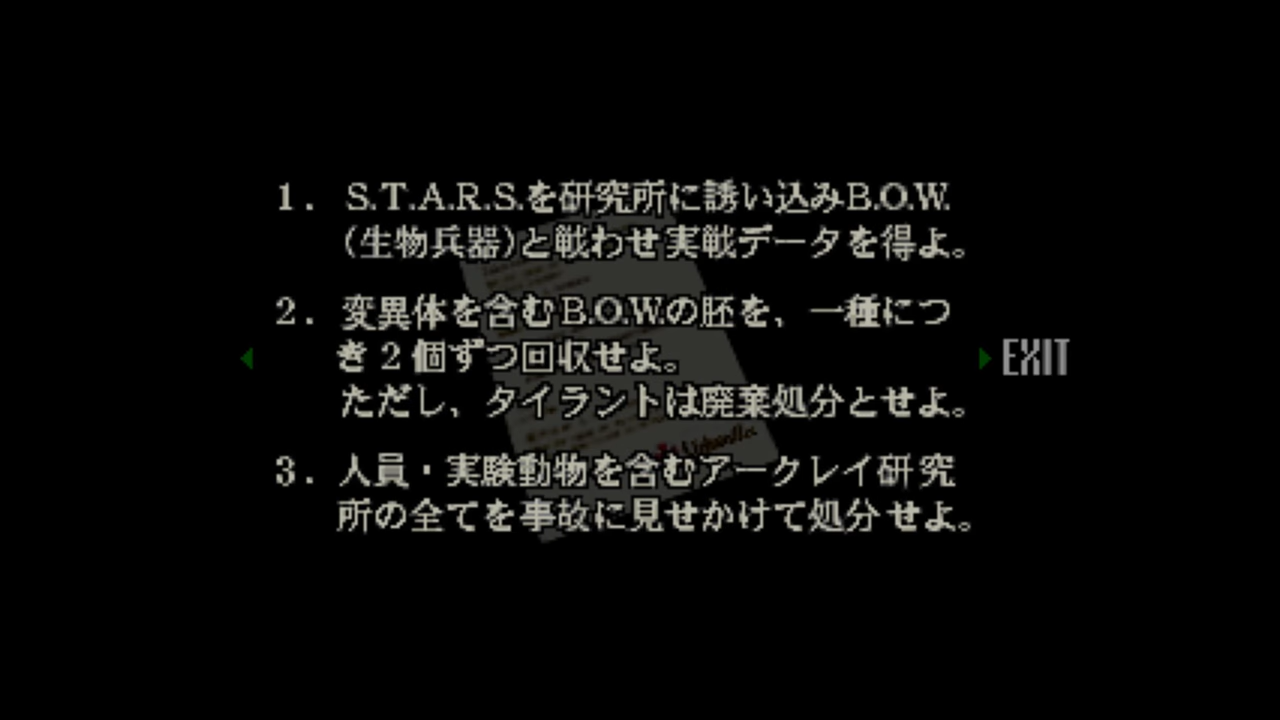 1. S.T.A.R.S.を研究所に誘い込みB.O.W.
(生物兵器)と戦わせ実戦データを得よ。
2. 変異体を含むB.O.W.の胚を、一種につ
き2個ずつ回収せよ。
EXIT
ただし、タイラントは廃棄処分とせよ。
3. 人員・実験動物を含むアークレイ研究
所の全てを事故に見せかけて処分せよ。